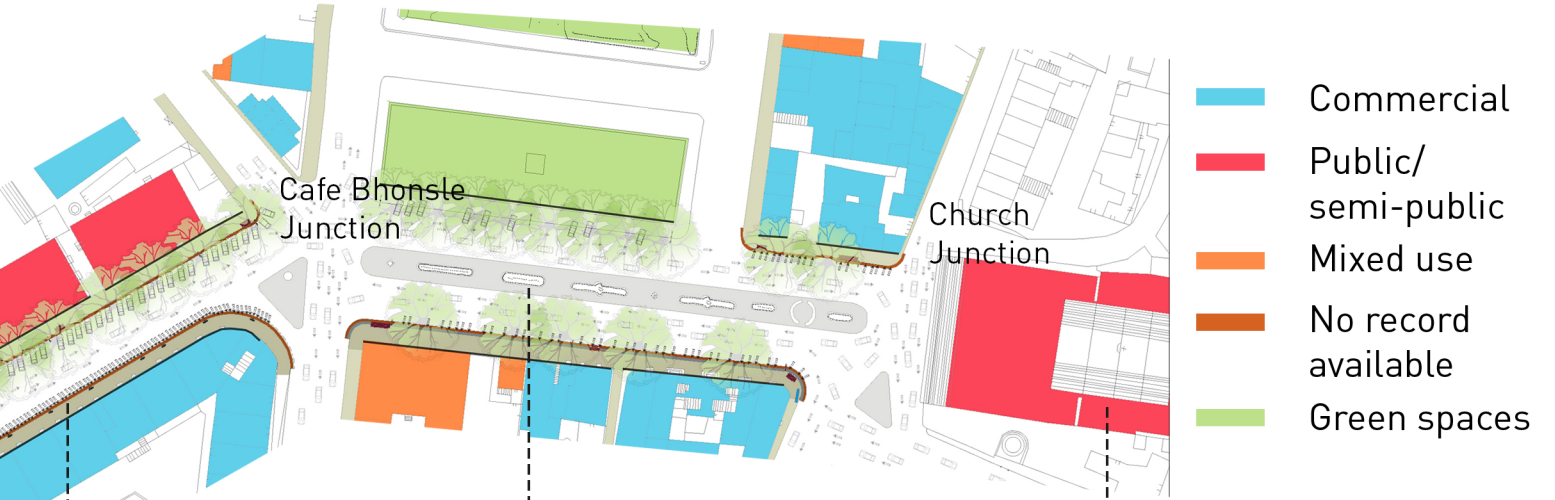 Cafe Bhonsle
Junction
Church
Junction
Commercial
Public/
semi-public
Mixed use
No record
available
Green spaces